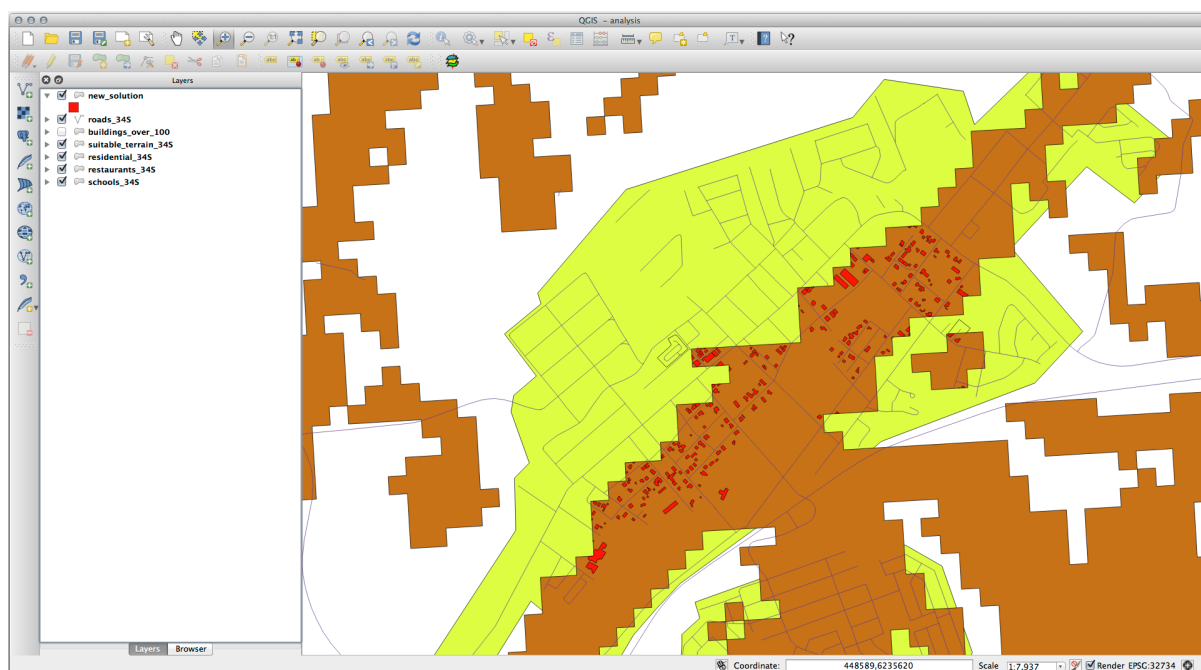 QGIS - analysis
Layers
new_solution
roads_34S
buildings_over_100
suitable_terrain_34S
residential_34S
restaurants_34S
schools_34S
Layers
Browser
Coordinate:
448589,6235620
Scale
1:7,937
Render
EPSG:32734